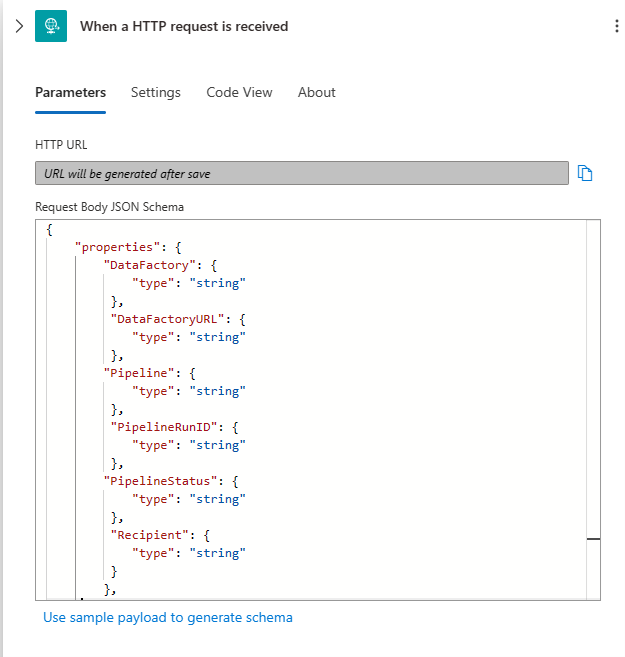 When a HTTP request is received
Parameters Settings Code View About
HTTP URL
URL will be generated after save
Request Body JSON Schema
{
"properties": {
"DataFactory": {
"type": "string"
},
"DataFactoryURL": {
"type": "string"
},
"Pipeline": {
"type": "string"
},
"PipelineRunID": {
"type": "string"
},
"PipelineStatus": {
"type": "string"
},
"Recipient": {
"type": "string"
}
},
Use sample payload to generate schema